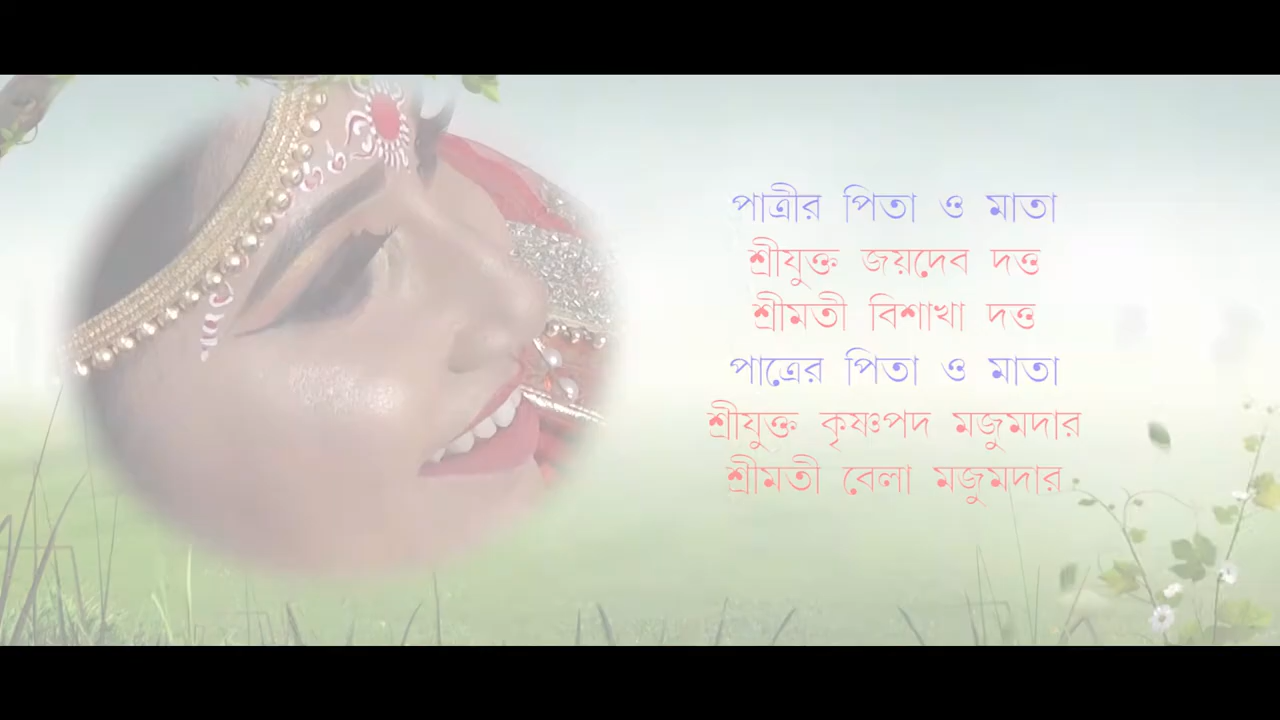 পাত্রীর পিতা ও মাতা
শ্রীযুক্ত জয়দেব দত্ত
শ্রীমতী বিশাখা দত্ত
পাত্রের পিতা ও মাতা
শ্রীযুক্ত কৃষ্ণপদ মজুমদার
শ্রীমতী বেলা মজুমদার